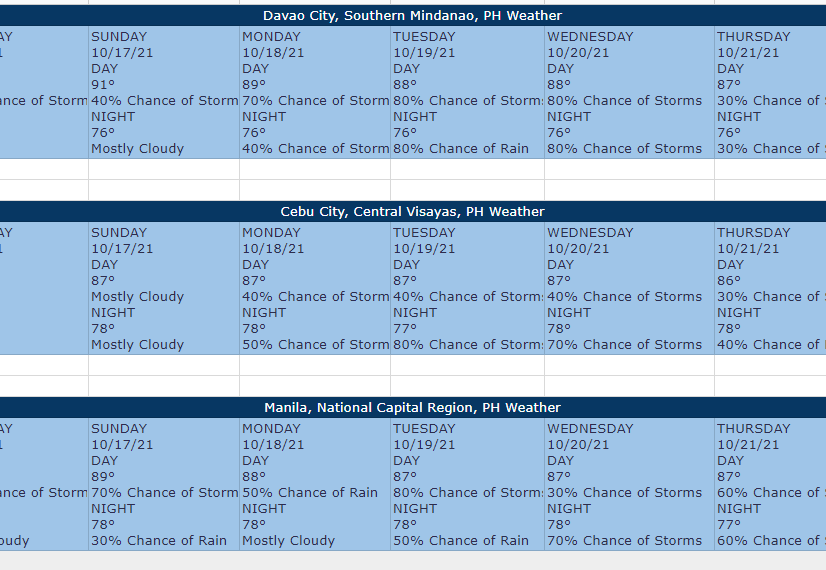 Davao City, Southern Mindanao, PH Weather
AY
1
ance of Storm
SUNDAY
10/17/21
DAY
91°
40% Chance of Storm
NIGHT
76°
Mostly Cloudy
MONDAY
10/18/21
DAY
89°
70% Chance of Storm
NIGHT
76°
40% Chance of Storm
TUESDAY
10/19/21
DAY
88°
80% Chance of Storms
NIGHT
76°
80% Chance of Rain
WEDNESDAY
10/20/21
DAY
88°
80% Chance of Storms
NIGHT
76°
80% Chance of Storms
THURSDAY
10/21/21
DAY
87°
30% Chance of
NIGHT
76°
30% Chance of
Cebu City, Central Visayas, PH Weather
AY
1
SUNDAY
10/17/21
DAY
87°
Mostly Cloudy
NIGHT
78°
Mostly Cloudy
MONDAY
10/18/21
DAY
87°
40% Chance of Storm
NIGHT
78°
50% Chance of Storm
TUESDAY
10/19/21
DAY
87°
40% Chance of Storms
NIGHT
77°
80% Chance of Storms
WEDNESDAY
10/20/21
DAY
87°
40% Chance of Storms
NIGHT
78°
70% Chance of Storms
THURSDAY
10/21/21
DAY
86°
30% Chance of
NIGHT
78°
40% Chance of
Manila, National Capital Region, PH Weather
AY
1
ance of Storm
oudy
SUNDAY
10/17/21
DAY
89°
70% Chance of Storm
NIGHT
78°
30% Chance of Rain
MONDAY
10/18/21
DAY
88°
50% Chance of Rain
NIGHT
78°
Mostly Cloudy
TUESDAY
10/19/21
DAY
87°
80% Chance of Storms
NIGHT
78°
50% Chance of Rain
WEDNESDAY
10/20/21
DAY
87°
30% Chance of Storms
NIGHT
78°
70% Chance of Storms
THURSDAY
10/21/21
DAY
87°
60% Chance of
NIGHT
77°
60% Chance of